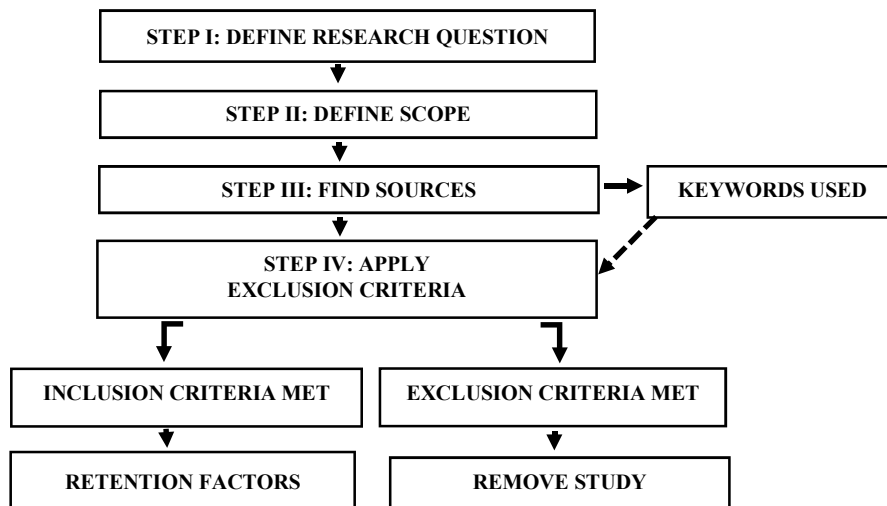 STEP I: DEFINE RESEARCH QUESTION
STEP II: DEFINE SCOPE
STEP III: FIND SOURCES
KEYWORDS USED
STEP IV: APPLY
EXCLUSION CRITERIA
INCLUSION CRITERIA MET
EXCLUSION CRITERIA MET
RETENTION FACTORS
REMOVE STUDY